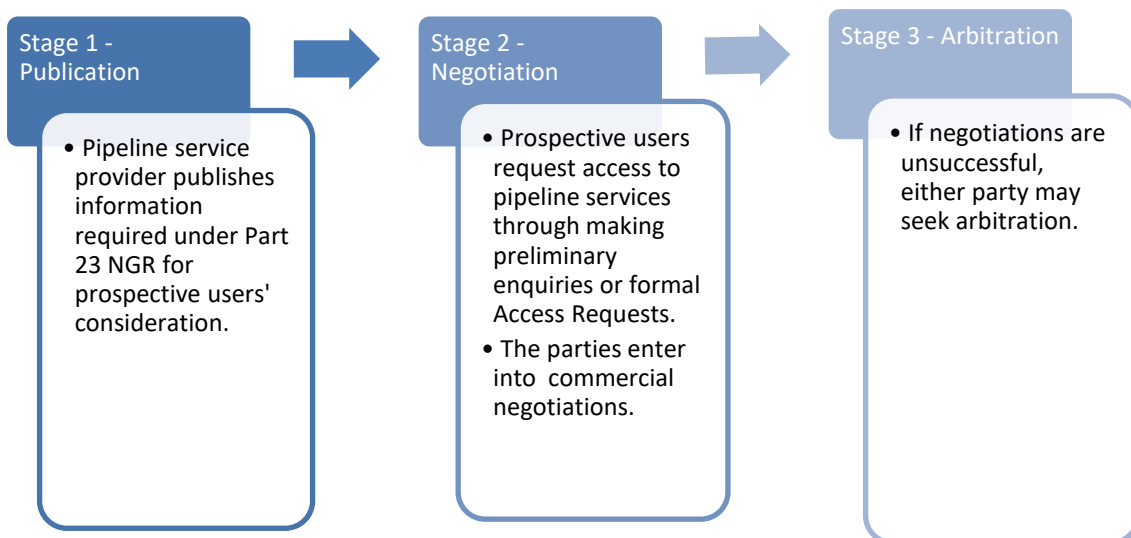 Stage 1 -
Publication
• Pipeline service
provider publishes
information
required under Part
23 NGR for
prospective users'
consideration.
Stage 2 -
Negotiation
• Prospective users
request access to
pipeline services
through making
preliminary
enquiries or formal
Access Requests.
• The parties enter
into commercial
negotiations.
Stage 3 - Arbitration
• If negotiations are
unsuccessful,
either party may
seek arbitration.